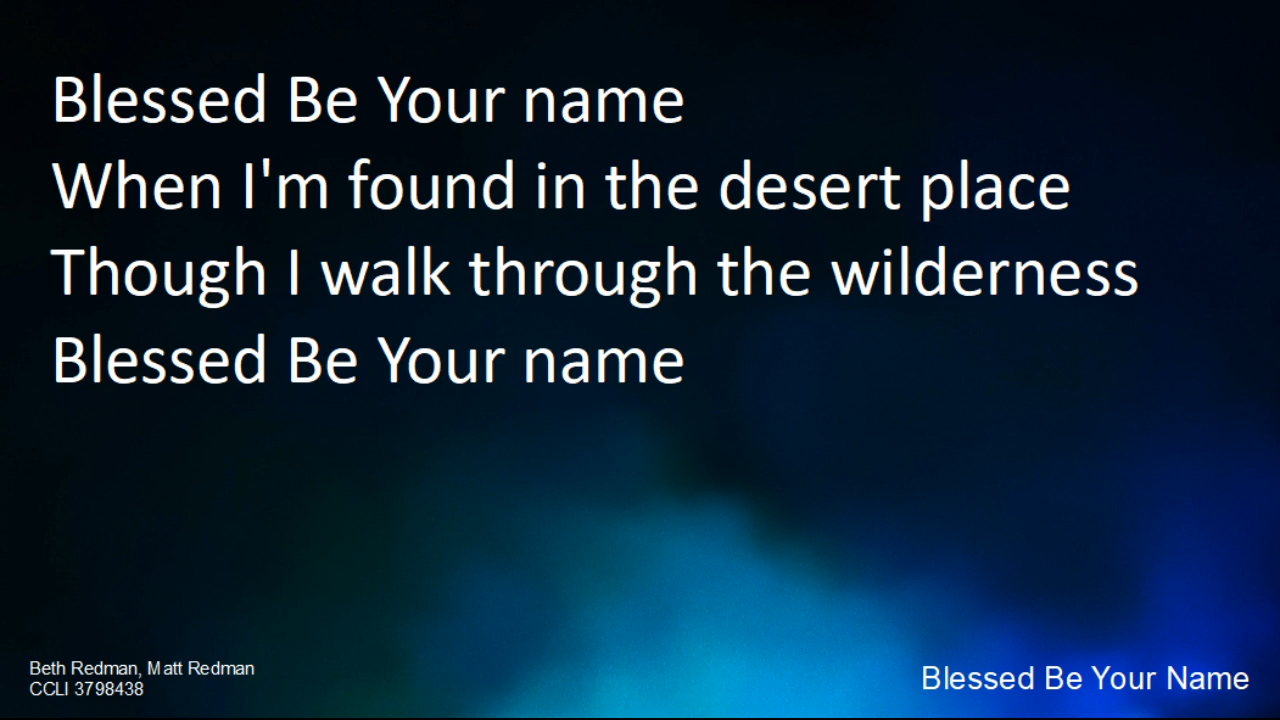 Blessed Be Your name
When I'm found in the desert place
Though I walk through the wilderness
Blessed Be Your name
Beth Redman, Matt Redman
CCLI 3798438
Blessed Be Your Name